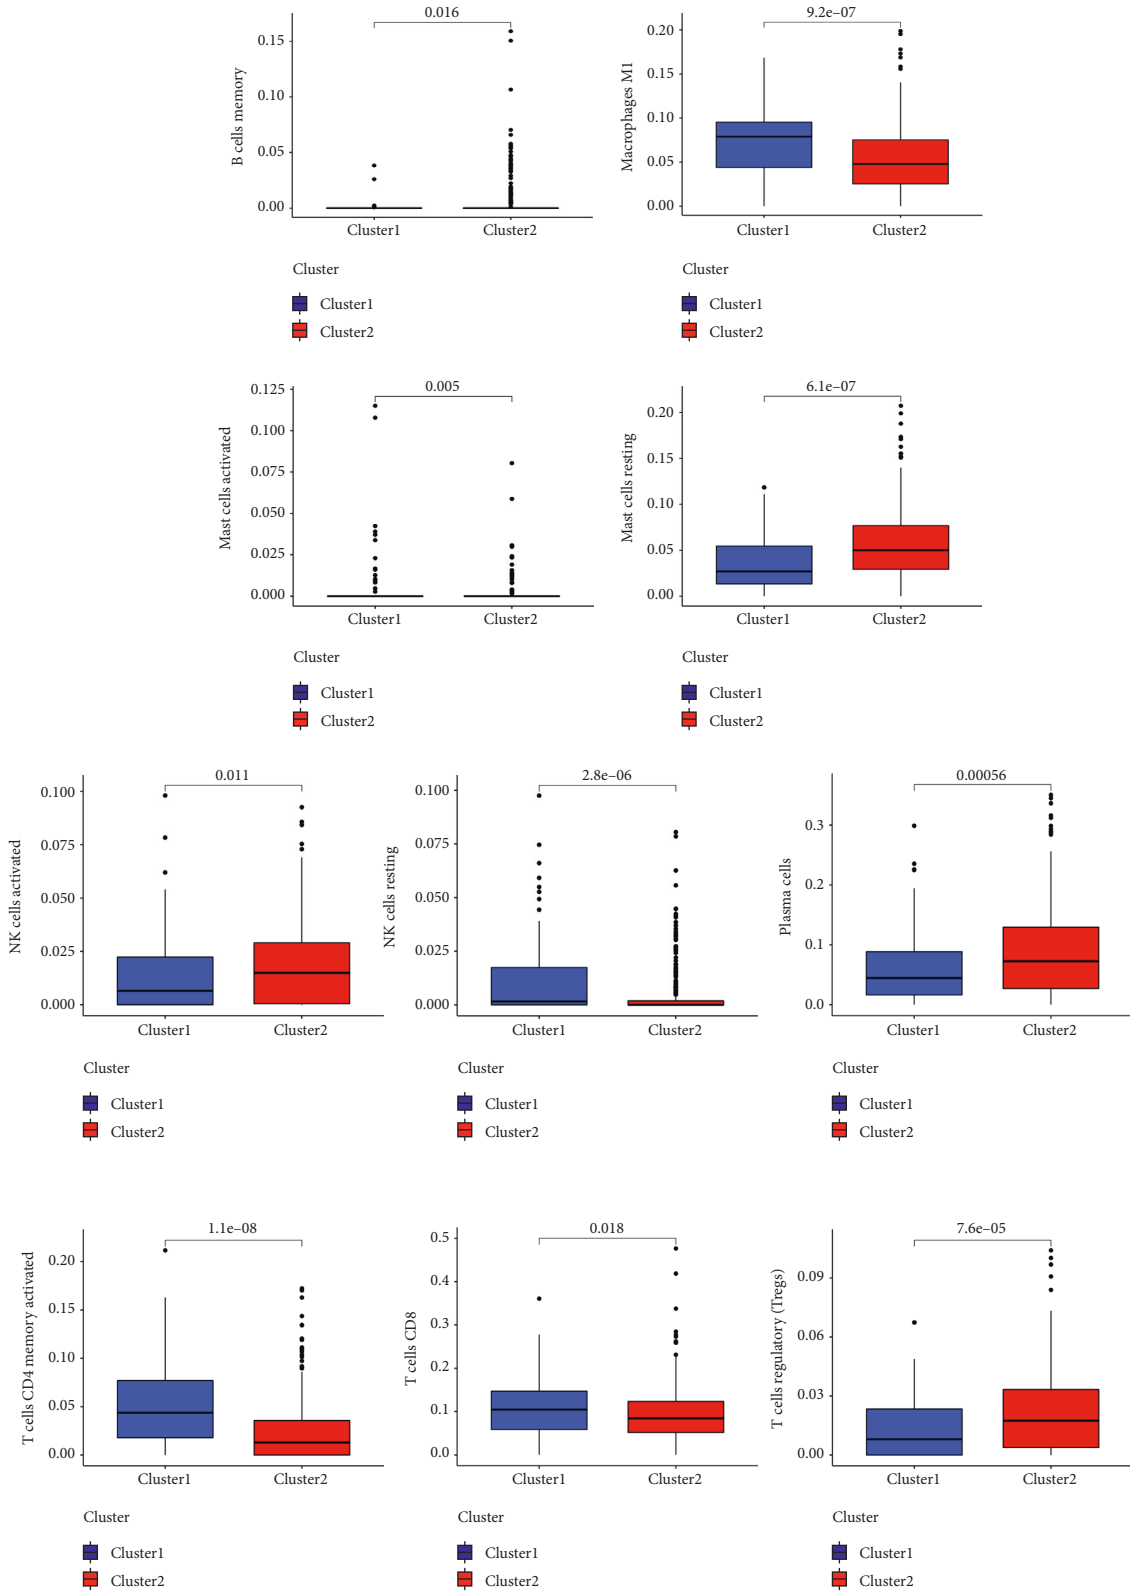 0.016
B cells memory
0.15
0.10
0.05
0.00
Cluster1
Cluster2
Cluster
Cluster1
Cluster2
9.2e–07
Macrophages M1
0.20
0.15
0.10
0.05
0.00
Cluster1
Cluster2
Cluster
Cluster1
Cluster2
0.005
Mast cells activated
0.125
0.100
0.075
0.050
0.025
0.000
Cluster1
Cluster2
Cluster
Cluster1
Cluster2
6.1e–07
Mast cells resting
0.20
0.15
0.10
0.05
0.00
Cluster1
Cluster2
Cluster
Cluster1
Cluster2
0.011
NK cells activated
0.100
0.075
0.050
0.025
0.000
Cluster1
Cluster2
Cluster
Cluster1
Cluster2
2.8e–06
NK cells resting
0.100
0.075
0.050
0.025
0.000
Cluster1
Cluster2
Cluster
Cluster1
Cluster2
0.00056
Plasma cells
0.3
0.2
0.1
0.0
Cluster1
Cluster2
Cluster
Cluster1
Cluster2
1.1e–08
T cells CD4 memory activated
0.20
0.15
0.10
0.05
0.00
Cluster1
Cluster2
Cluster
Cluster1
Cluster2
0.018
T cells CD8
0.5
0.4
0.3
0.2
0.1
0.0
Cluster1
Cluster2
Cluster
Cluster1
Cluster2
7.6e–05
T cells regulatory (Tregs)
0.09
0.06
0.03
0.00
Cluster1
Cluster2
Cluster
Cluster1
Cluster2